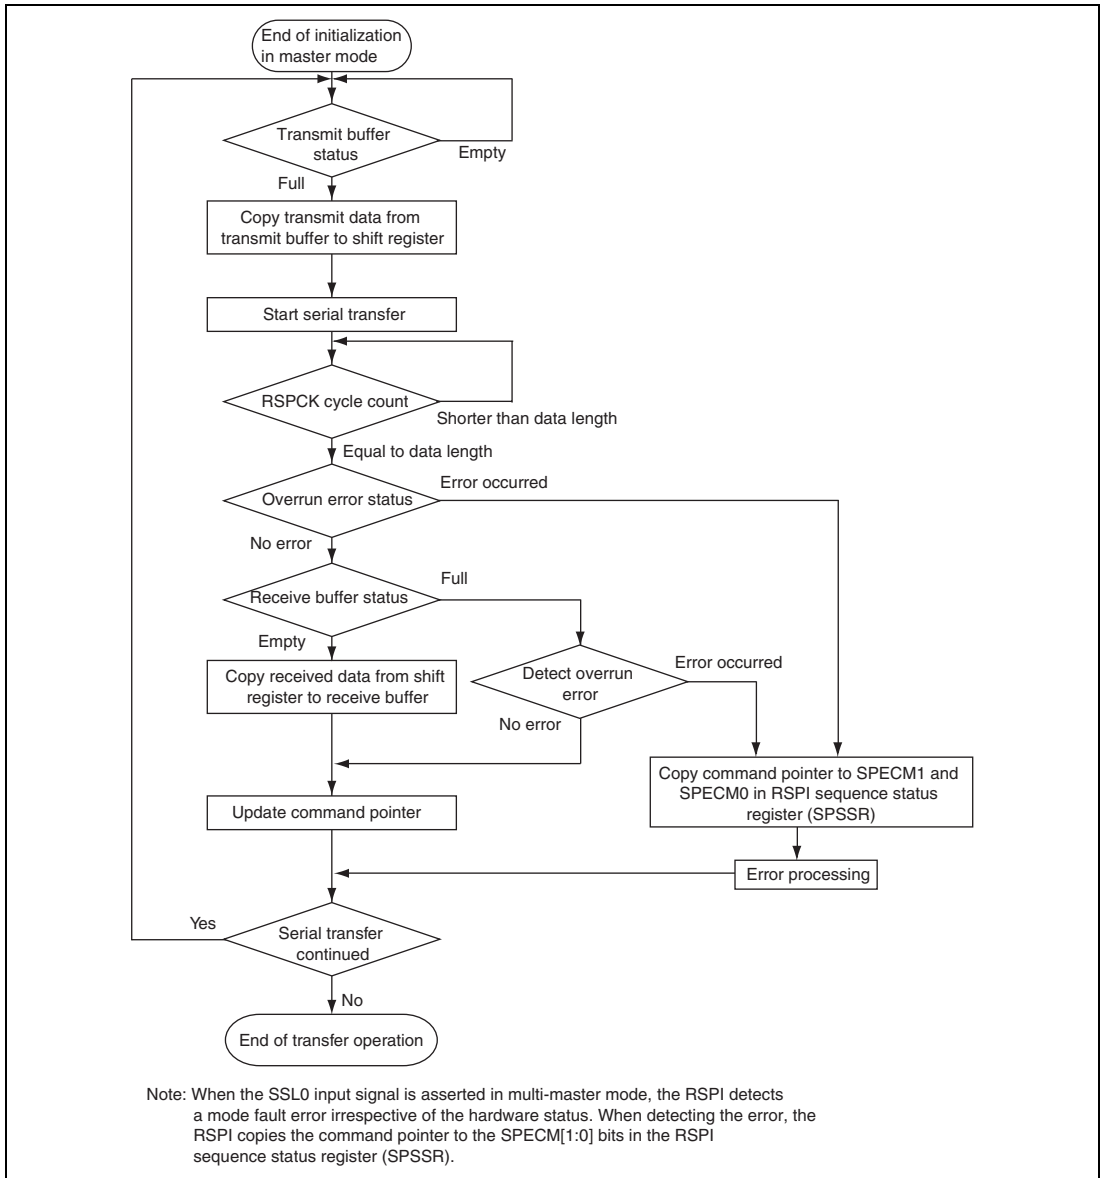 End of initialization
in master mode
Transmit buffer
status
Empty
Full
Copy transmit data from
transmit buffer to shift register
Start serial transfer
RSPCK cycle count
Shorter than data length
Equal to data length
Error occurred
Overrun error status
No error
Full
Receive buffer status
Empty
Copy received data from shift
register to receive buffer
Detect overrun
error
Error occurred
No error
Copy command pointer to SPECM1 and
SPECM0 in RSPI sequence status
register (SPSSR)
Update command pointer
Error processing
Yes
Serial transfer
continued
No
End of transfer operation
Note: When the SSL0 input signal is asserted in multi-master mode, the RSPI detects
a mode fault error irrespective of the hardware status. When detecting the error, the
RSPI copies the command pointer to the SPECM[1:0] bits in the RSPI
sequence status register (SPSSR).